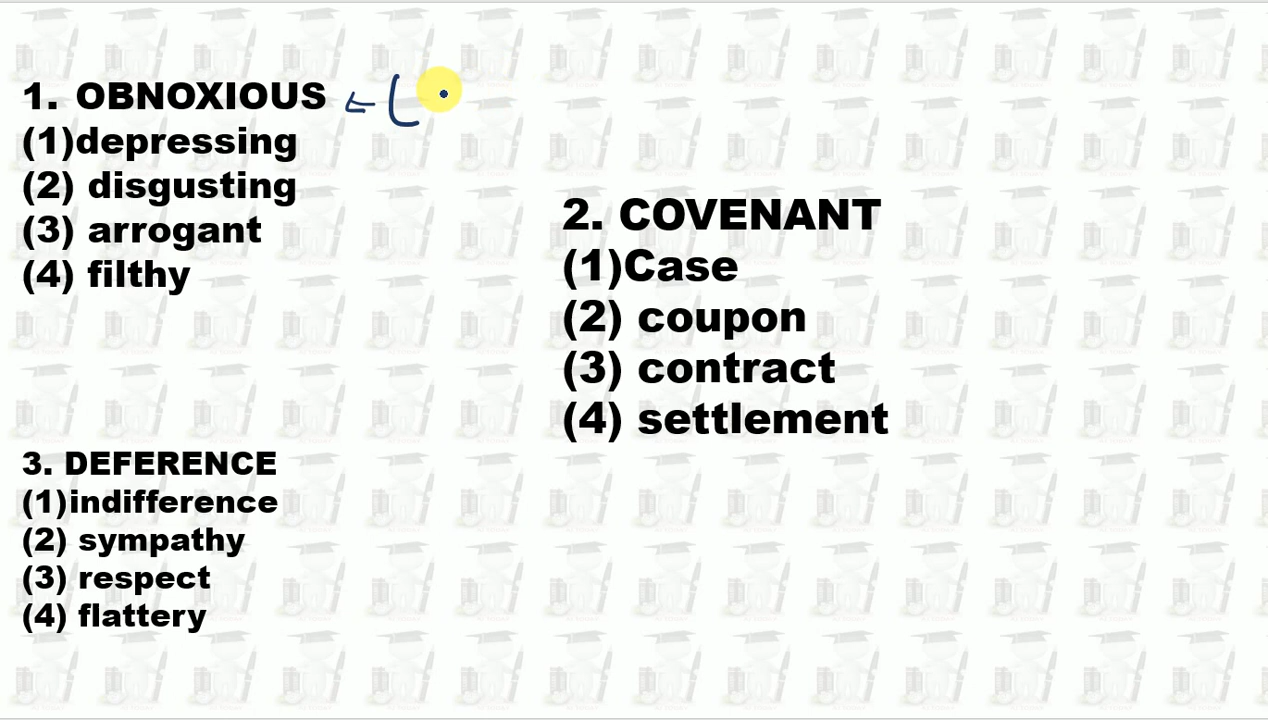 1. OBNOXIOUS
(1)depressing
(2) disgusting
(3) arrogant
(4) filthy
2. COVENANT
(1)Case
(2) coupon
(3) contract
(4) settlement
3. DEFERENCE
(1)indifference
(2) sympathy
(3) respect
(4) flattery